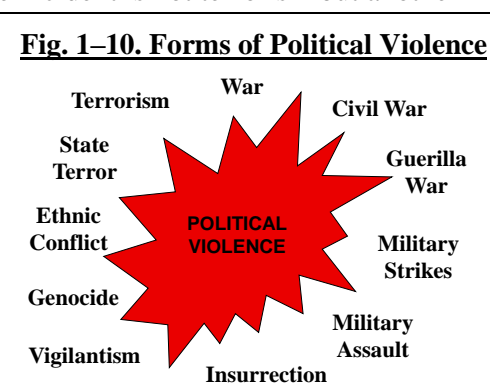 Fig. 1–10. Forms of Political Violence
War
Terrorism
Civil War
State
Terror
Guerilla
War
Ethnic
Conflict
POLITICAL
VIOLENCE
Military
Strikes
Genocide
Military
Assault
Vigilantism
Insurrection